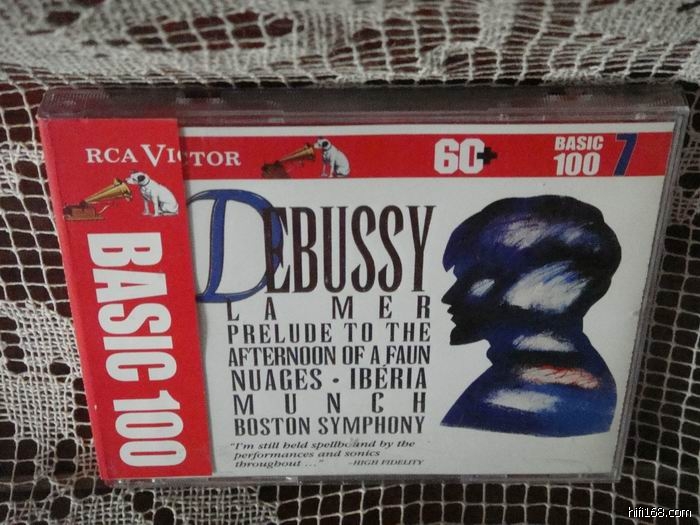 RCA VICTOR
60+
BASIC
100
7
BASIC 100
DEBUSSY
LA MER
PRELUDE TO THE
AFTERNOON OF A FAUN
NUAGES · IBÉRIA
MUNCH
BOSTON SYMPHONY
"I'm still held spellbound by the
performances and sonics
throughout ..." –HIGH FIDELITY
hifi168.com